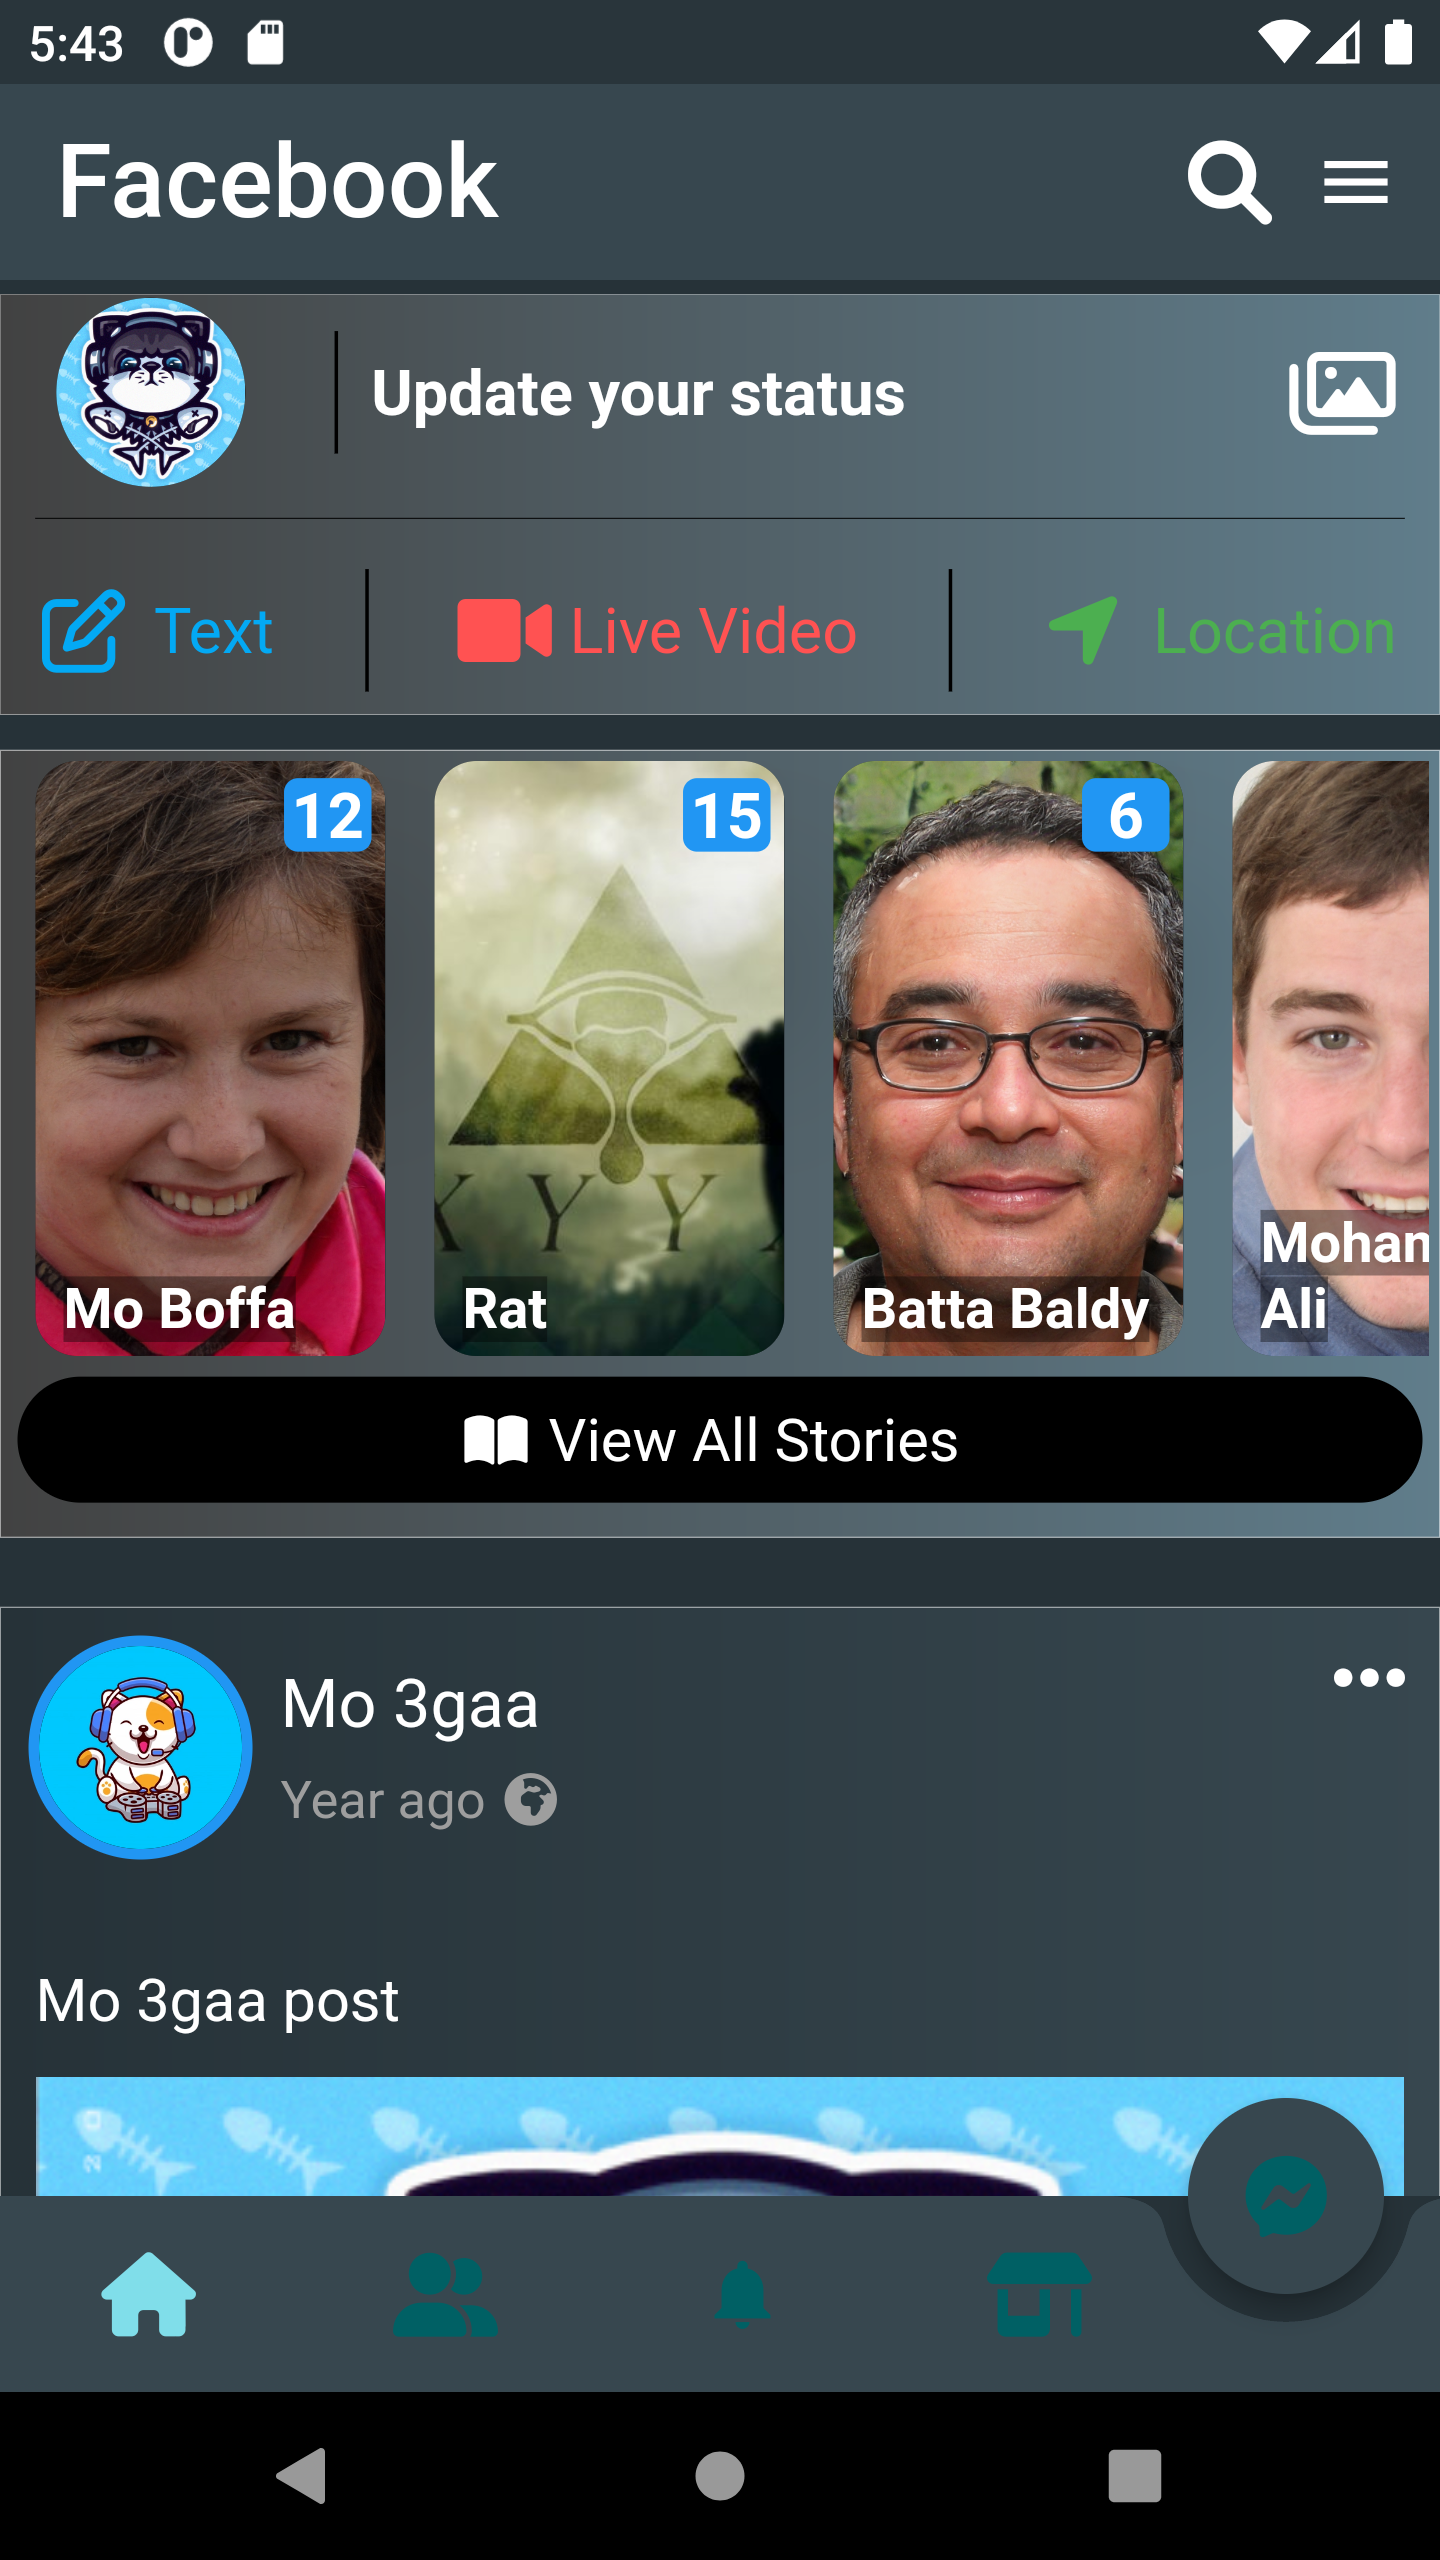 5:43
Facebook
Update your status
Text
Live Video
Location
12
15
6
Mo Boffa
Rat
Batta Baldy
Ali
View All Stories
Mo 3gaa
Year ago
Mo 3gaa post